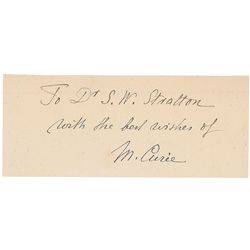 To Dr S. W. Stratton
with the best wishes of
M. Curie